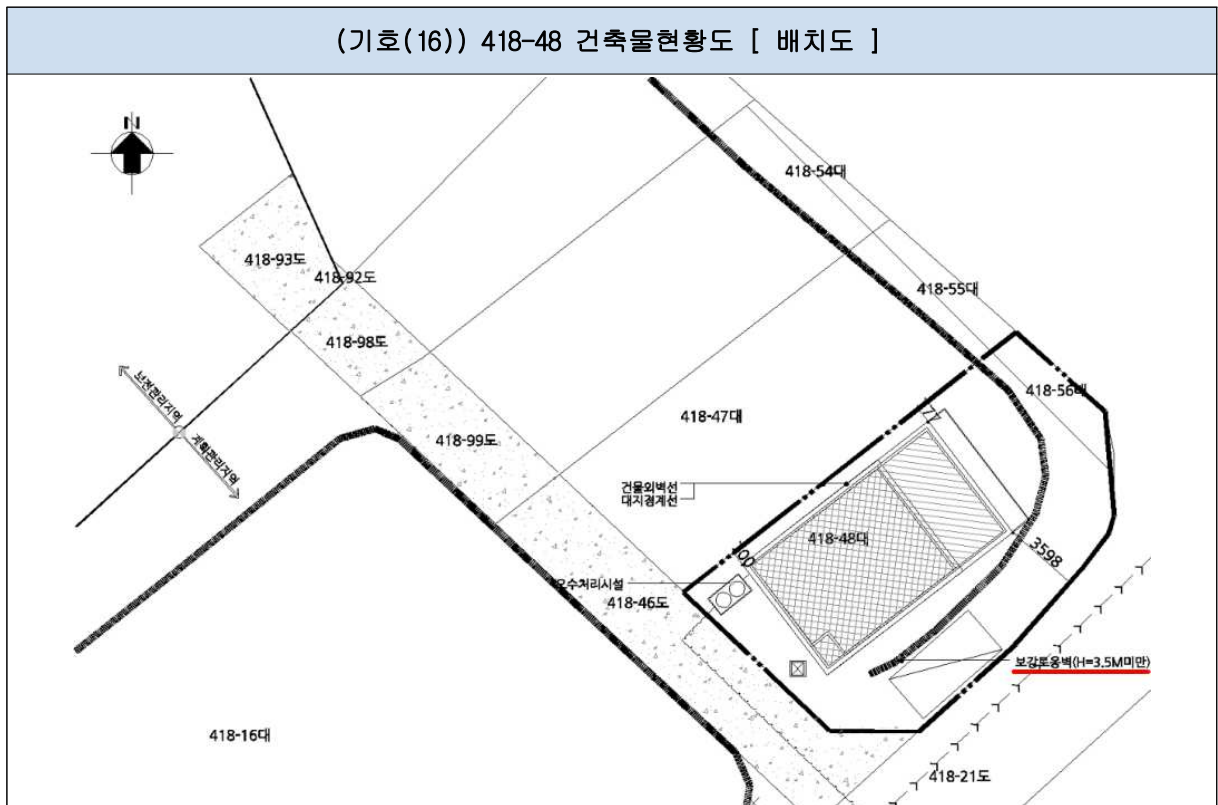 (기호(16)) 418-48 건축물현황도 [ 배치도 ]
N
418-54대
418-93도
418-92도
418-55대
418-98도
보전관리지역
계획관리지역
418-56대
418-47대
418-99도
건물외벽선
대지경계선
418-48대
3598
오수처리시설
418-46도
보강토옹벽(H=3.5M미만)
418-16대
418-21도